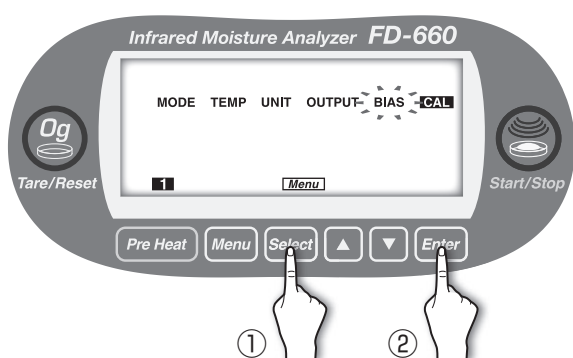 Infrared Moisture Analyzer FD-660
MODE TEMP UNIT OUTPUT BIAS CAL
0g
Tare/Reset
Start/Stop
1 Menu
Pre Heat Menu Select ▲ ▼ Enter
① ②